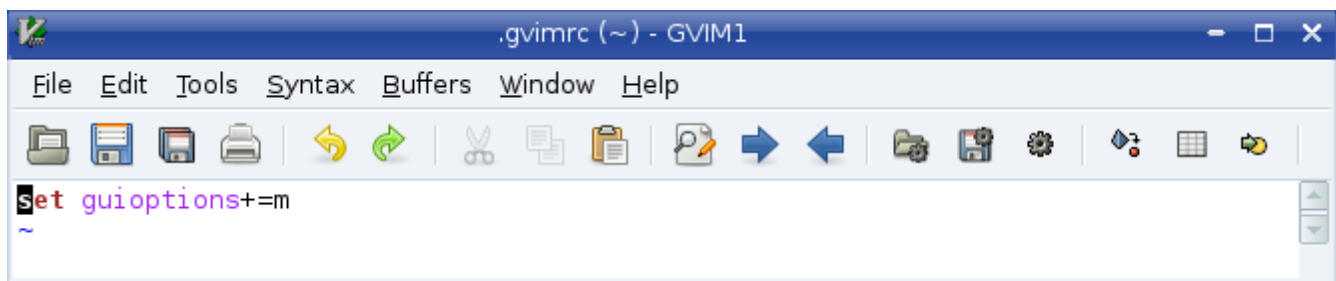 .gvimrc (~) - GVIM1
File Edit Tools Syntax Buffers Window Help
set guioptions+=m
~